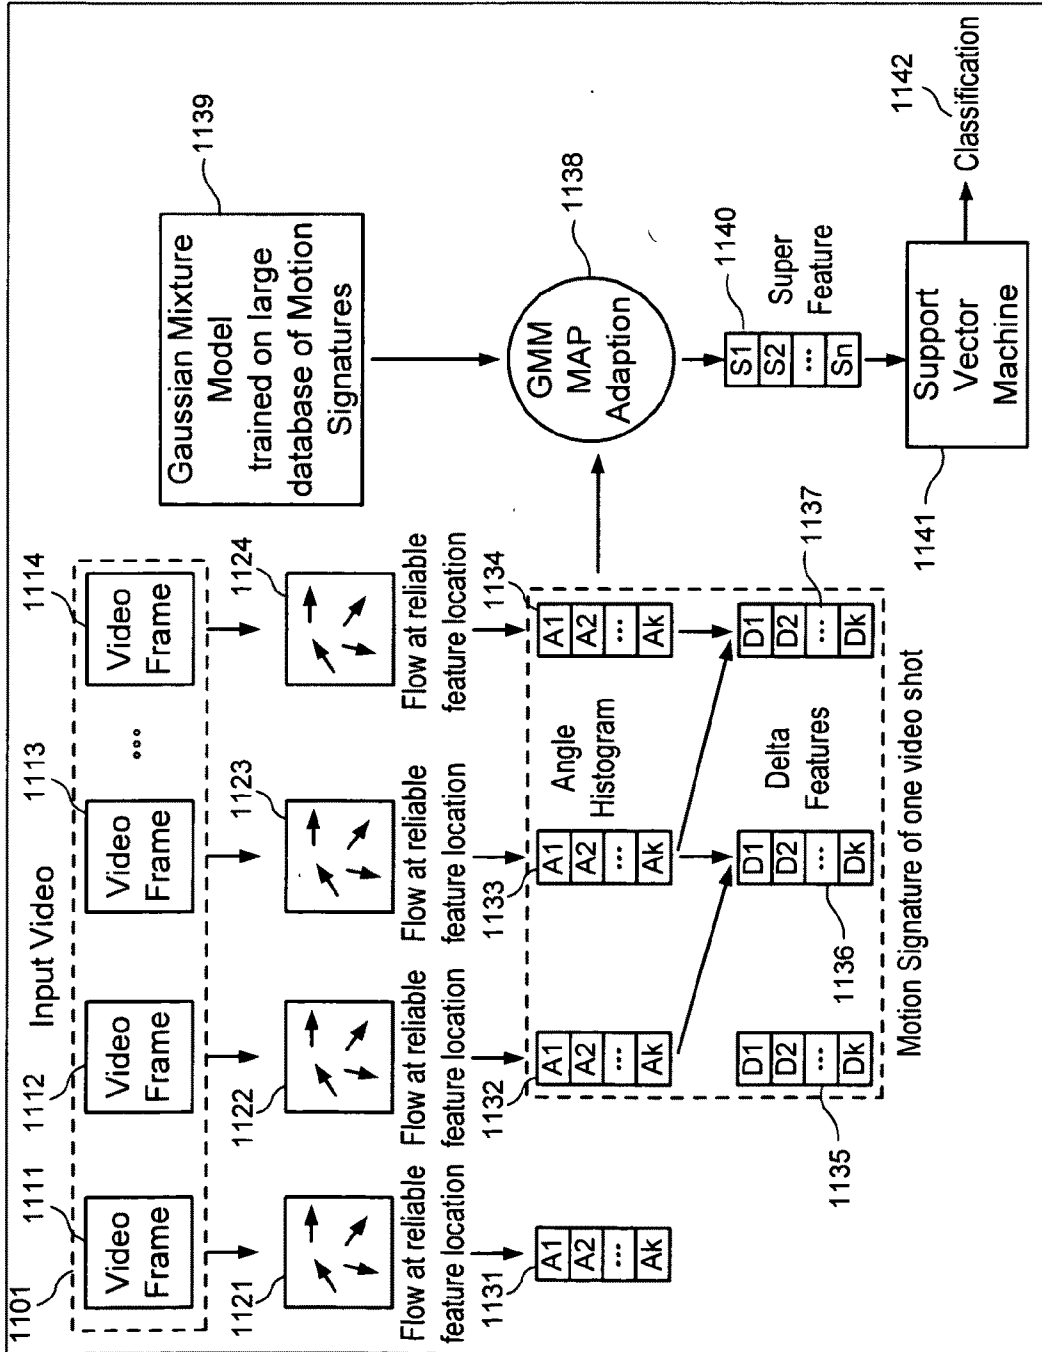 1101
Input Video
1111
1112
1113
1114
Video
Frame
Video
Frame
Video
Frame
...
Video
Frame
1121
1122
1123
1124
Flow at reliable
feature location
Flow at reliable
feature location
Flow at reliable
feature location
Flow at reliable
feature location
1131
A1
A2
...
Ak
1132
A1
A2
...
Ak
1133
A1
A2
...
Ak
Angle
Histogram
1134
A1
A2
...
Ak
1135
D1
D2
...
Dk
1136
D1
D2
...
Dk
Delta
Features
1137
D1
D2
...
Dk
Motion Signature of one video shot
1139
Gaussian Mixture
Model
trained on large
database of Motion
Signatures
1138
GMM
MAP
Adaption
1140
S1
S2
...
Sn
Super
Feature
1141
Support
Vector
Machine
Classification
1142